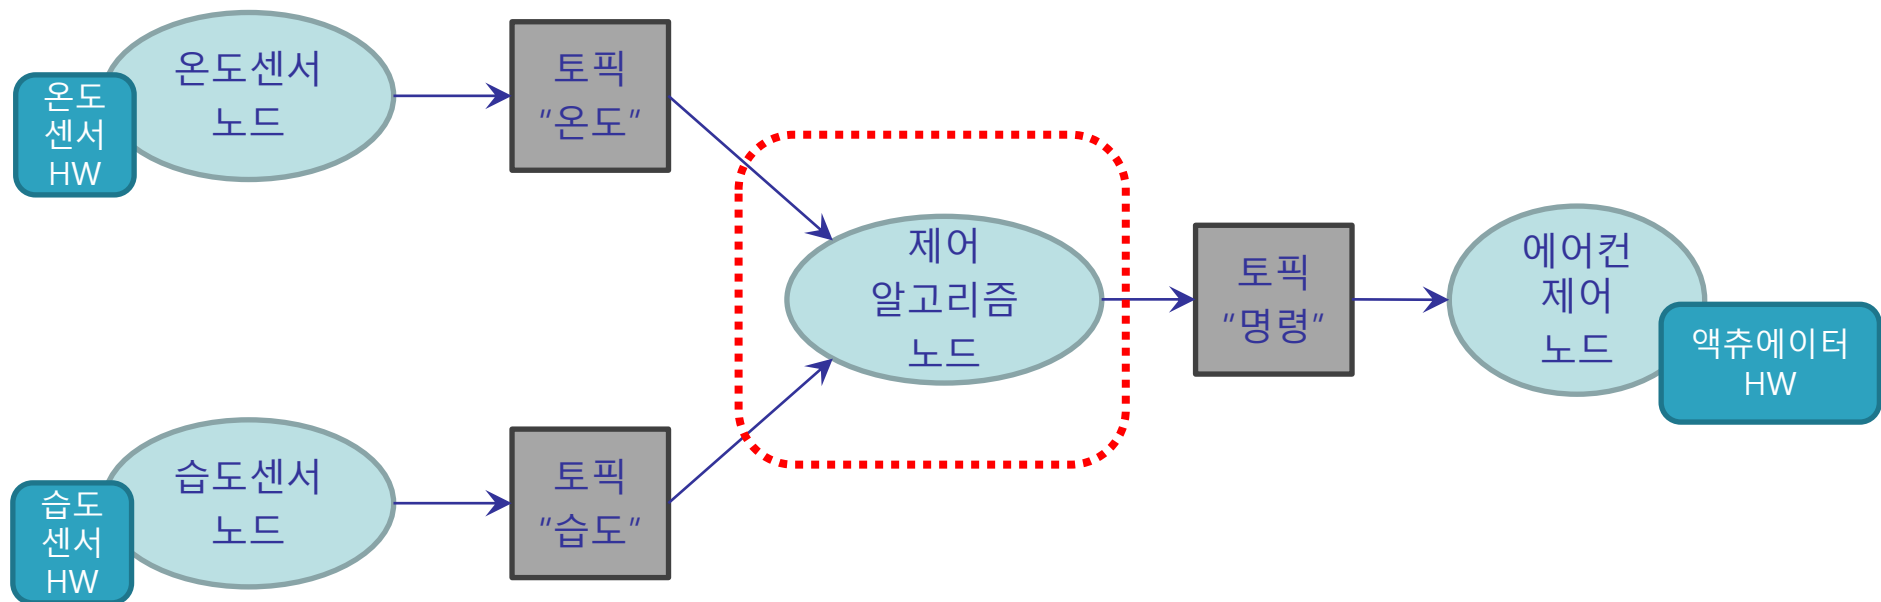 온도센서
노드
온도
센서
HW
토픽
“온도”
제어
알고리즘
노드
토픽
“명령”
에어컨
제어
노드
액츄에이터
HW
습도센서
노드
습도
센서
HW
토픽
“습도”